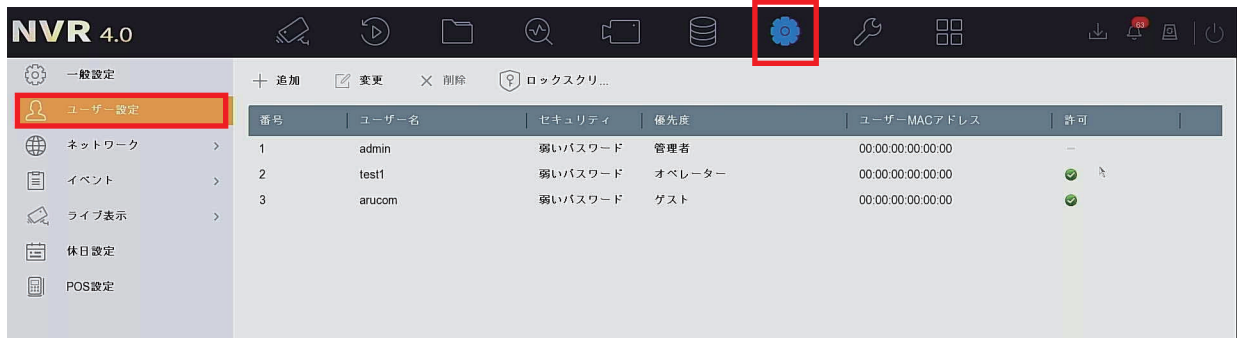 NVR 4.0
63
一般設定
ユーザー設定
ネットワーク
イベント
ライブ表示
休日設定
POS設定
追加 変更 削除 ロックスクリ...
番号 ユーザー名 セキュリティ 優先度 ユーザーMACアドレス 許可
1 admin 弱いパスワード 管理者 00:00:00:00:00:00 —
2 test1 弱いパスワード オペレーター 00:00:00:00:00:00
3 arucom 弱いパスワード ゲスト 00:00:00:00:00:00